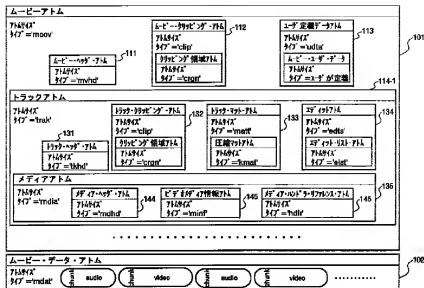 ムービーアトム
アトムサイズ
タイプ='moov'
101
111
ムービー・ヘッダ・アトム
アトムサイズ
タイプ='mvhd'
112
ムービー・クリッピング・アトム
アトムサイズ
タイプ='clip'
クリッピング領域アトム
アトムサイズ
タイプ='crgn'
113
ユーザ定義データアトム
アトムサイズ
タイプ='udta'
ムービー・ユーザ・データ
アトムサイズ
タイプ=ユーザが定義
114-1
トラックアトム
アトムサイズ
タイプ='trak'
131
トラック・ヘッダ・アトム
アトムサイズ
タイプ='tkhd'
132
トラック・クリッピング・アトム
アトムサイズ
タイプ='clip'
クリッピング領域アトム
アトムサイズ
タイプ='crgn'
133
トラック・マット・アトム
アトムサイズ
タイプ='matt'
圧縮マットアトム
アトムサイズ
タイプ='kmat'
134
エディットアトム
アトムサイズ
タイプ='edts'
エディット・リスト・アトム
アトムサイズ
タイプ='elst'
136
メディアアトム
アトムサイズ
タイプ='mdia'
144
メディア・ヘッダ・アトム
アトムサイズ
タイプ='mdhd'
145
ビデオメディア情報アトム
アトムサイズ
タイプ='minf'
145
メディア・ハンドラ・リファレンス・アトム
アトムサイズ
タイプ='hdlr'
102
ムービー・データ・アトム
アトムサイズ
タイプ='mdat'
chunk audio
chunk video
chunk audio
chunk video